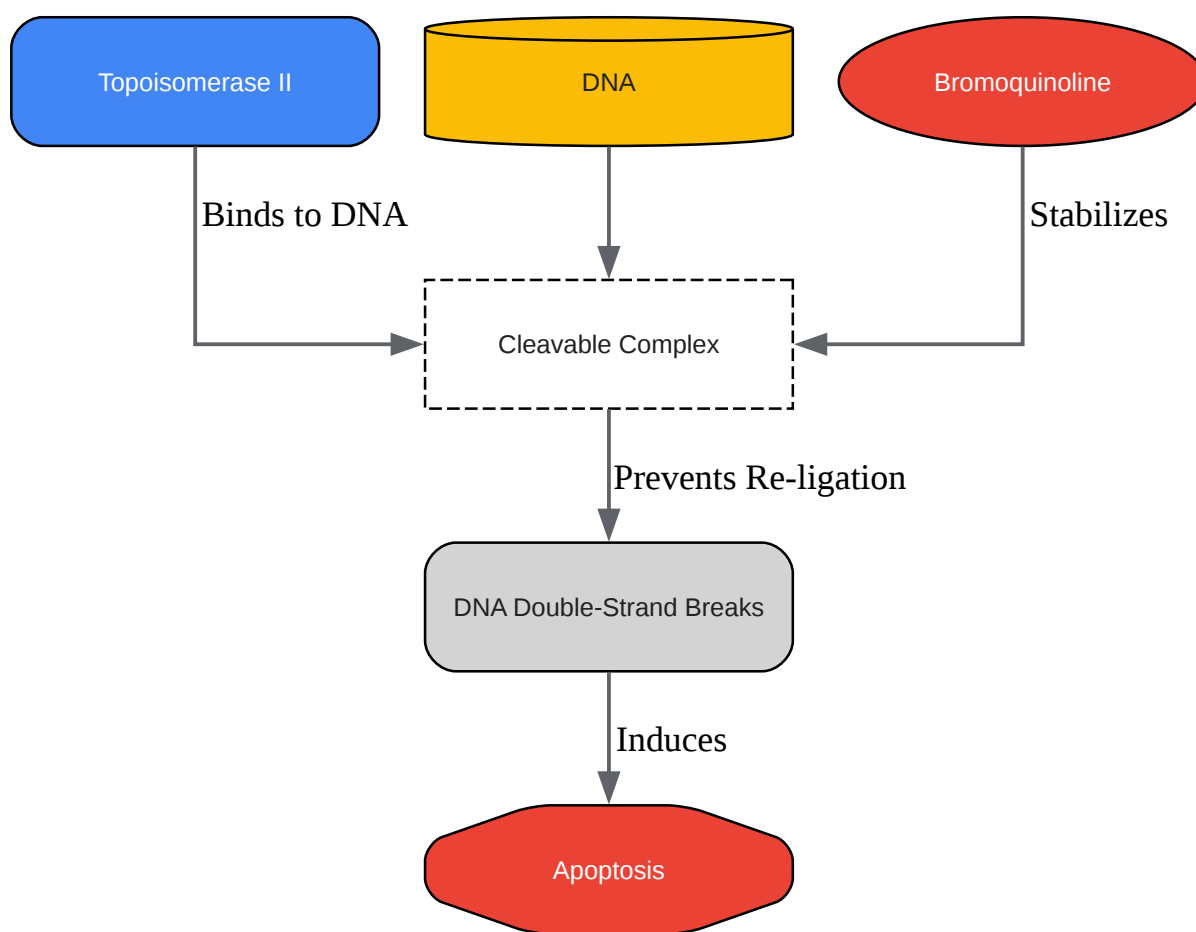 Topoisomerase II
DNA
Bromoquinoline
Binds to DNA
Stabilizes
Cleavable Complex
Prevents Re-ligation
DNA Double-Strand Breaks
Induces
Apoptosis